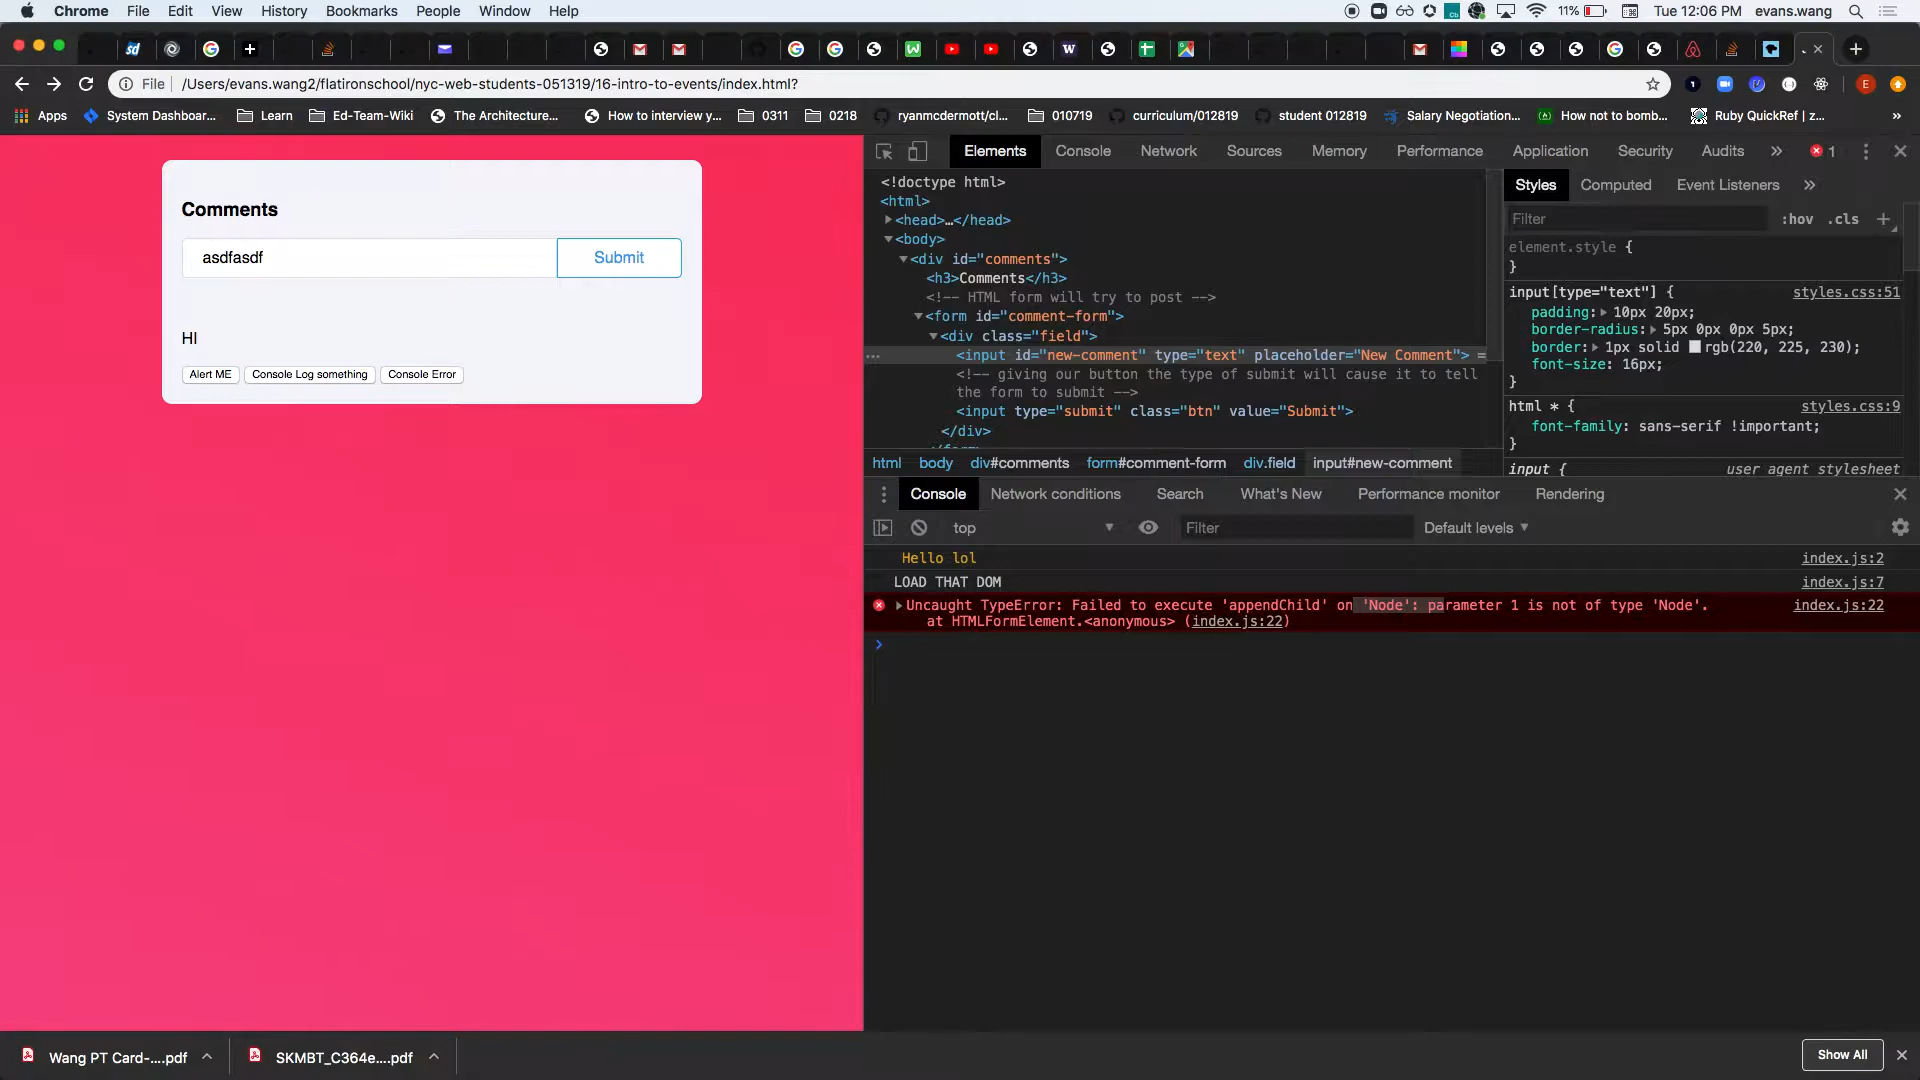 Chrome File Edit View History Bookmarks People Window Help 11% Tue 12:06 PM evans.wang
File /Users/evans.wang2/flatironschool/nyc-web-students-051319/16-intro-to-events/index.html?
Apps System Dashboar... Learn Ed-Team-Wiki The Architecture... How to interview y... 0311 0218 ryanmcdermott/cl... 010719 curriculum/012819 student 012819 Salary Negotiation... How not to bomb... Ruby QuickRef | z... »
Comments
asdfasdf Submit
HI
Alert ME Console Log something Console Error
Elements Console Network Sources Memory Performance Application Security Audits » 1
<!doctype html>
<html>
<head>…</head>
<body>
<div id="comments">
<h3>Comments</h3>
<!-- HTML form will try to post -->
<form id="comment-form">
<div class="field">
<input id="new-comment" type="text" placeholder="New Comment"> =
<!-- giving our button the type of submit will cause it to tell
the form to submit -->
<input type="submit" class="btn" value="Submit">
</div>
html body div#comments form#comment-form div.field input#new-comment
Styles Computed Event Listeners »
Filter :hov .cls +
element.style {
}
input[type="text"] { styles.css:51
padding: 10px 20px;
border-radius: 5px 0px 0px 5px;
border: 1px solid rgb(220, 225, 230);
font-size: 16px;
}
html * { styles.css:9
font-family: sans-serif !important;
}
input { user agent stylesheet
Console Network conditions Search What's New Performance monitor Rendering
top Filter Default levels
Hello lol index.js:2
LOAD THAT DOM index.js:7
Uncaught TypeError: Failed to execute 'appendChild' on 'Node': parameter 1 is not of type 'Node'. index.js:22
at HTMLFormElement.<anonymous> (index.js:22)
Wang PT Card-....pdf SKMBT_C364e....pdf Show All